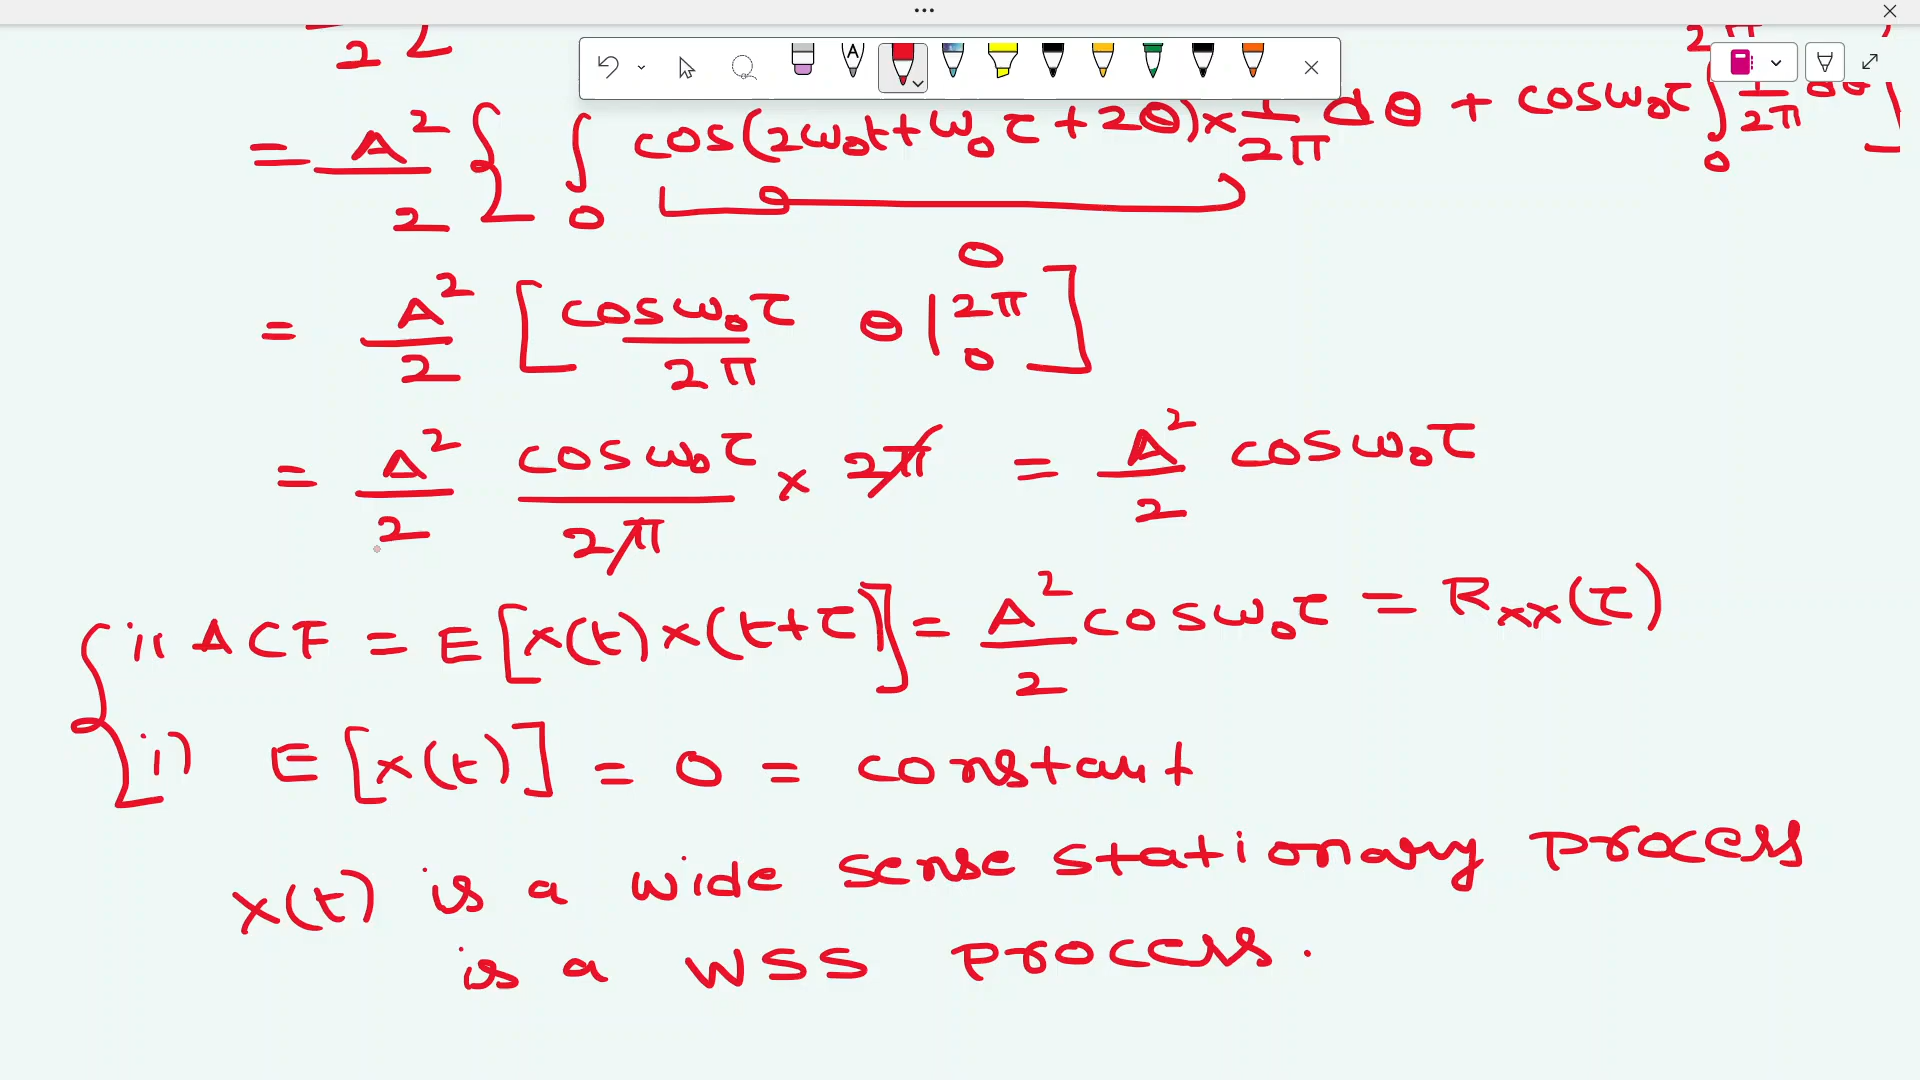 2
2π
= A²/2 { ∫₀ cos(2ω₀t+ω₀τ+2θ)×1/2π dθ + cosω₀τ ∫₀ 1/2π dθ ]
0
= A²/2 [ cosω₀τ/2π θ|₀^2π ]
= A²/2 cosω₀τ/2π × 2π = A²/2 cosω₀τ
ii ACF = E[x(t)x(t+τ)] = A²/2 cosω₀τ = Rxx(τ)
i) E[x(t)] = 0 = constant
x(t) is a wide sense stationary process
is a WSS process.